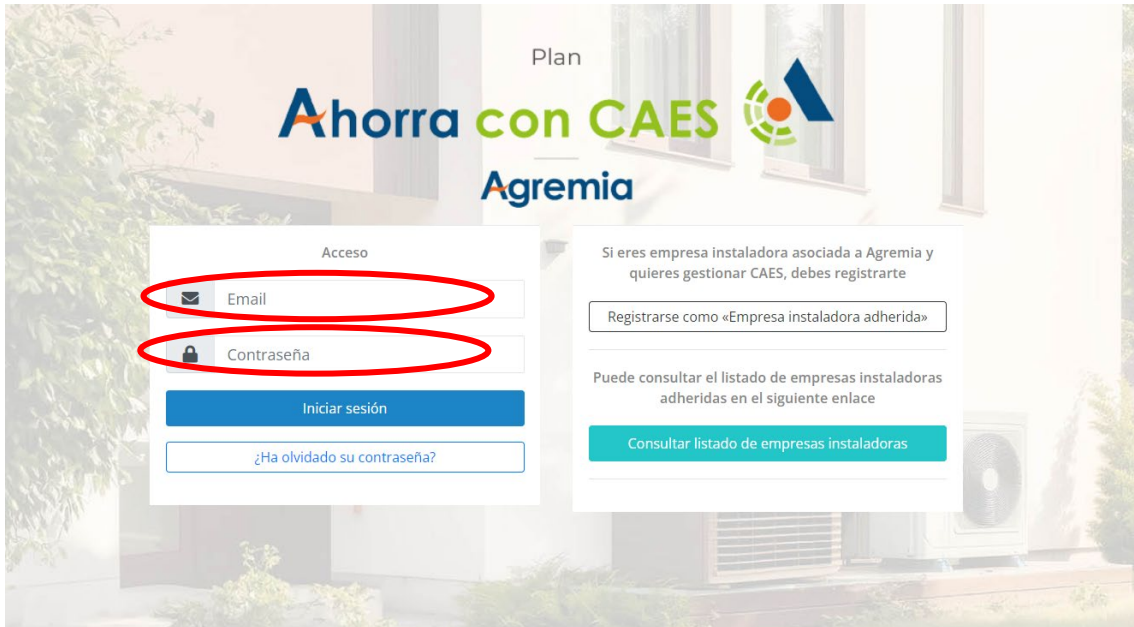 Plan
Ahorra con CAES
Agremia
Acceso
Email
Contraseña
Iniciar sesión
¿Ha olvidado su contraseña?
Si eres empresa instaladora asociada a Agremia y
quieres gestionar CAES, debes registrarte
Registrarse como «Empresa instaladora adherida»
Puede consultar el listado de empresas instaladoras
adheridas en el siguiente enlace
Consultar listado de empresas instaladoras